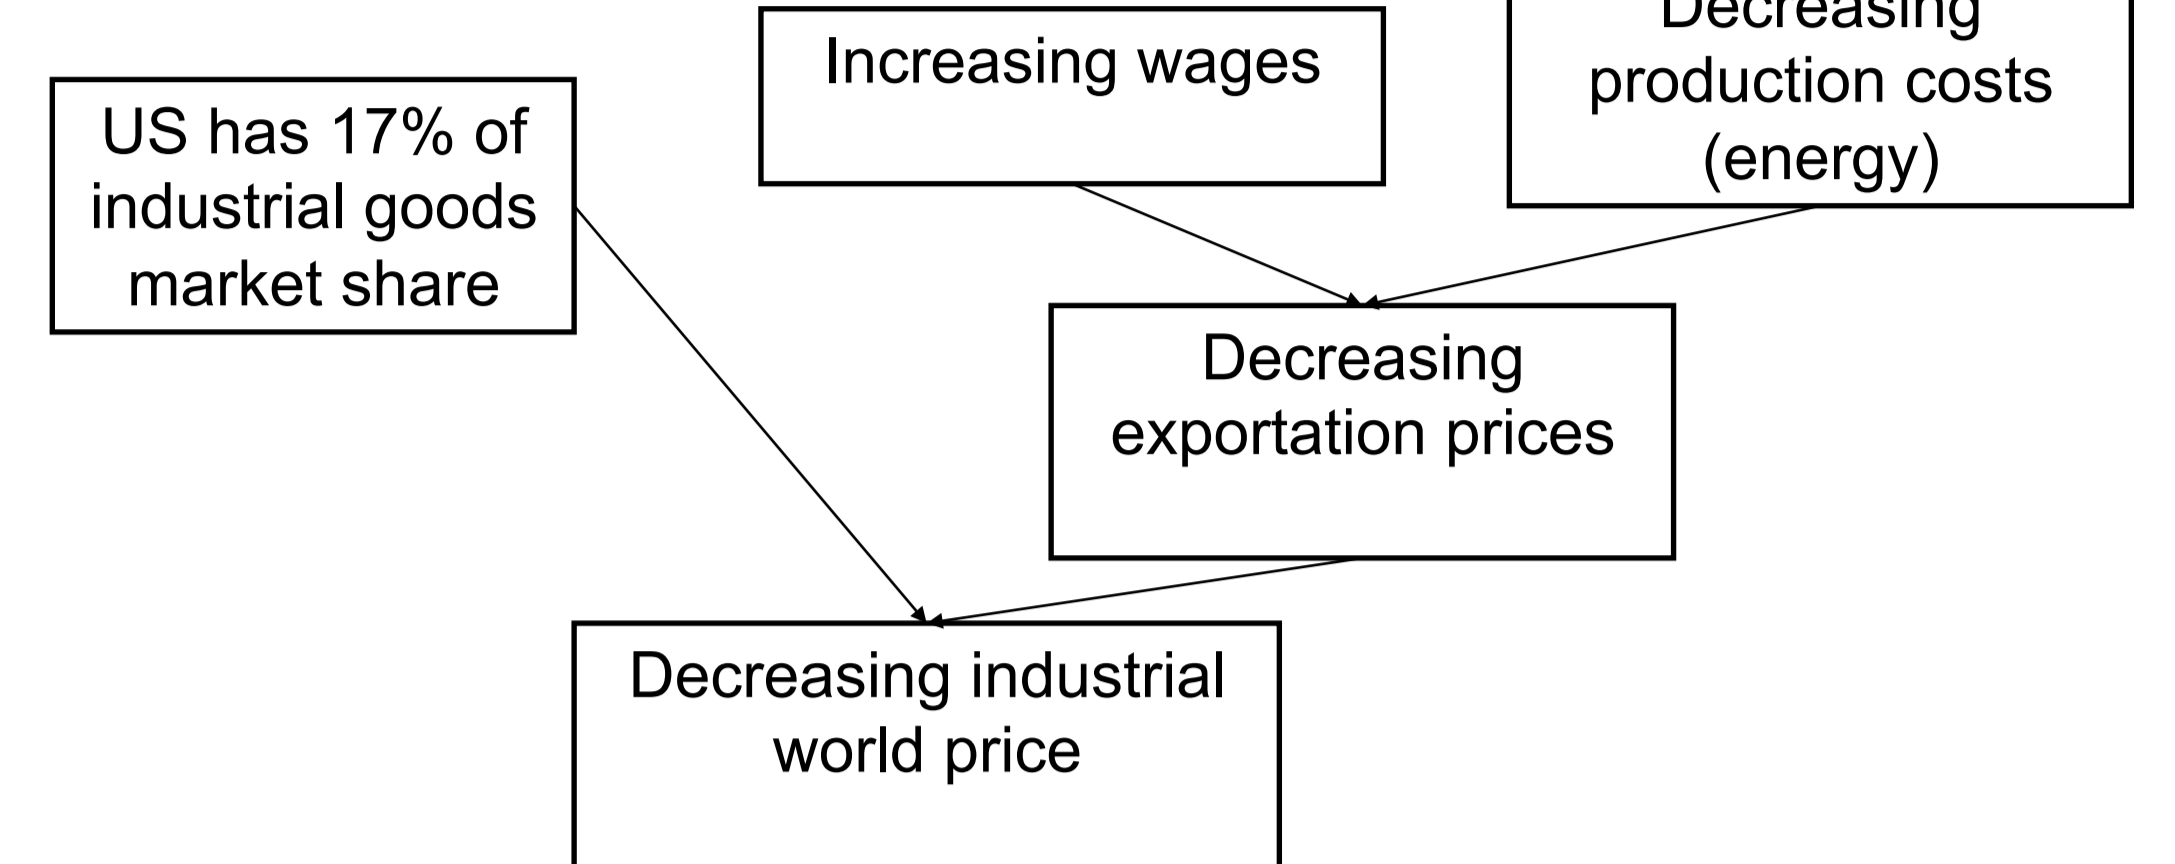 Increasing wages
Decreasing
production costs
(energy)
US has 17% of
industrial goods
market share
Decreasing
exportation prices
Decreasing industrial
world price